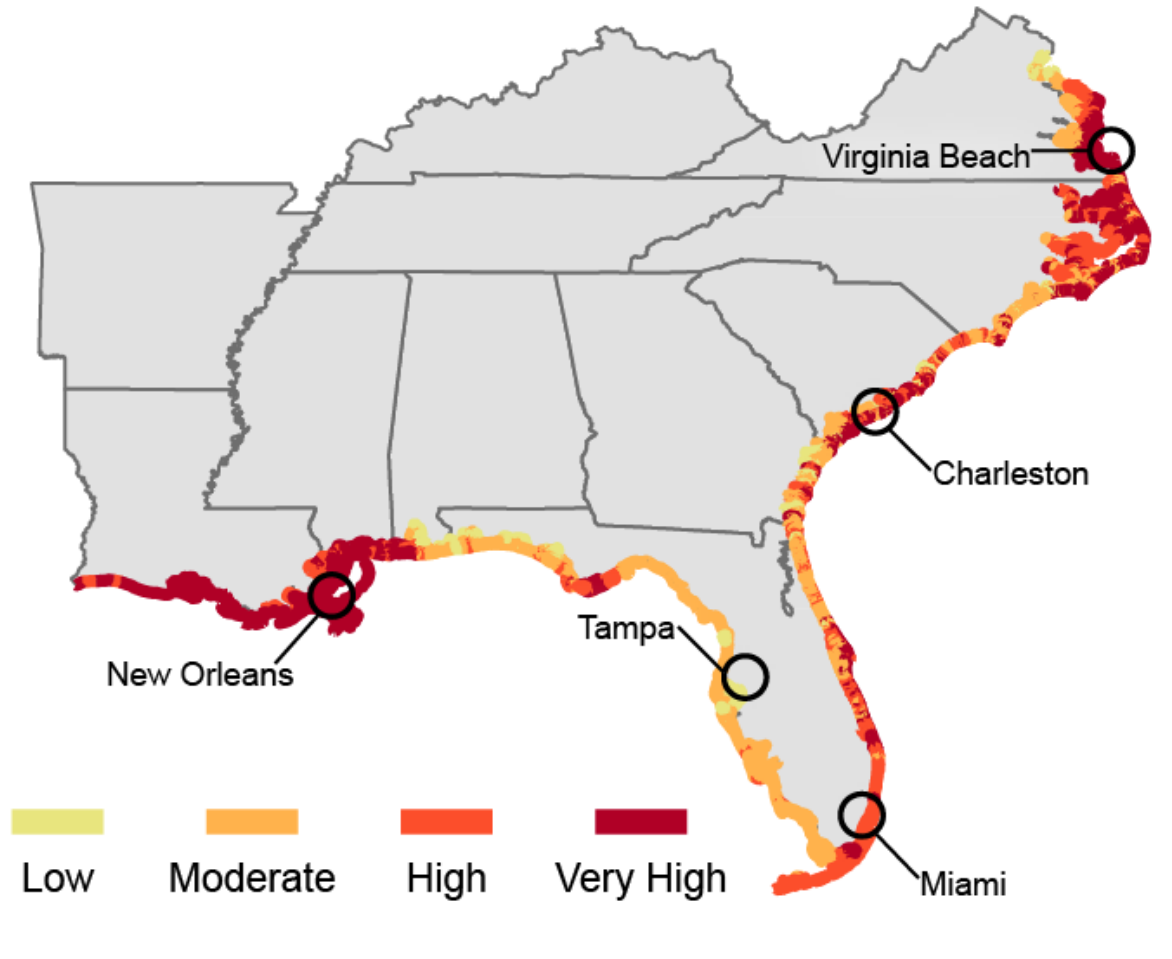 Virginia Beach
Charleston
Tampa
New Orleans
Low Moderate High Very High
Miami